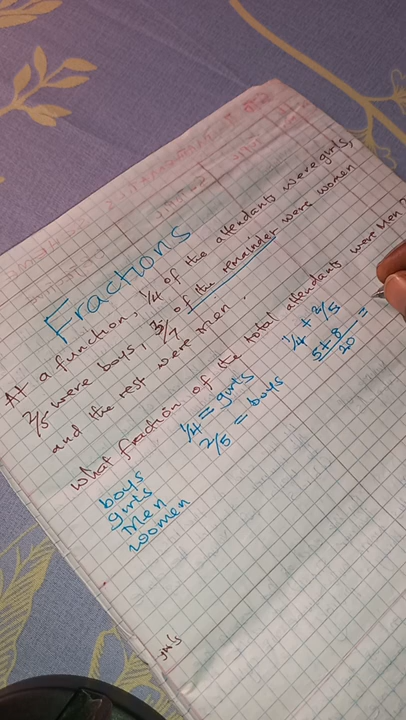 Fractions
At a function, 1/4 of the attendants were girls,
2/5 were boys, 3/7 of the remainder were women
and the rest were men.
What fraction of the total attendants were men?
1/4 = girls
2/5 = boys
1/4 + 2/5
5+8/20 =
boys
girls
Men
women